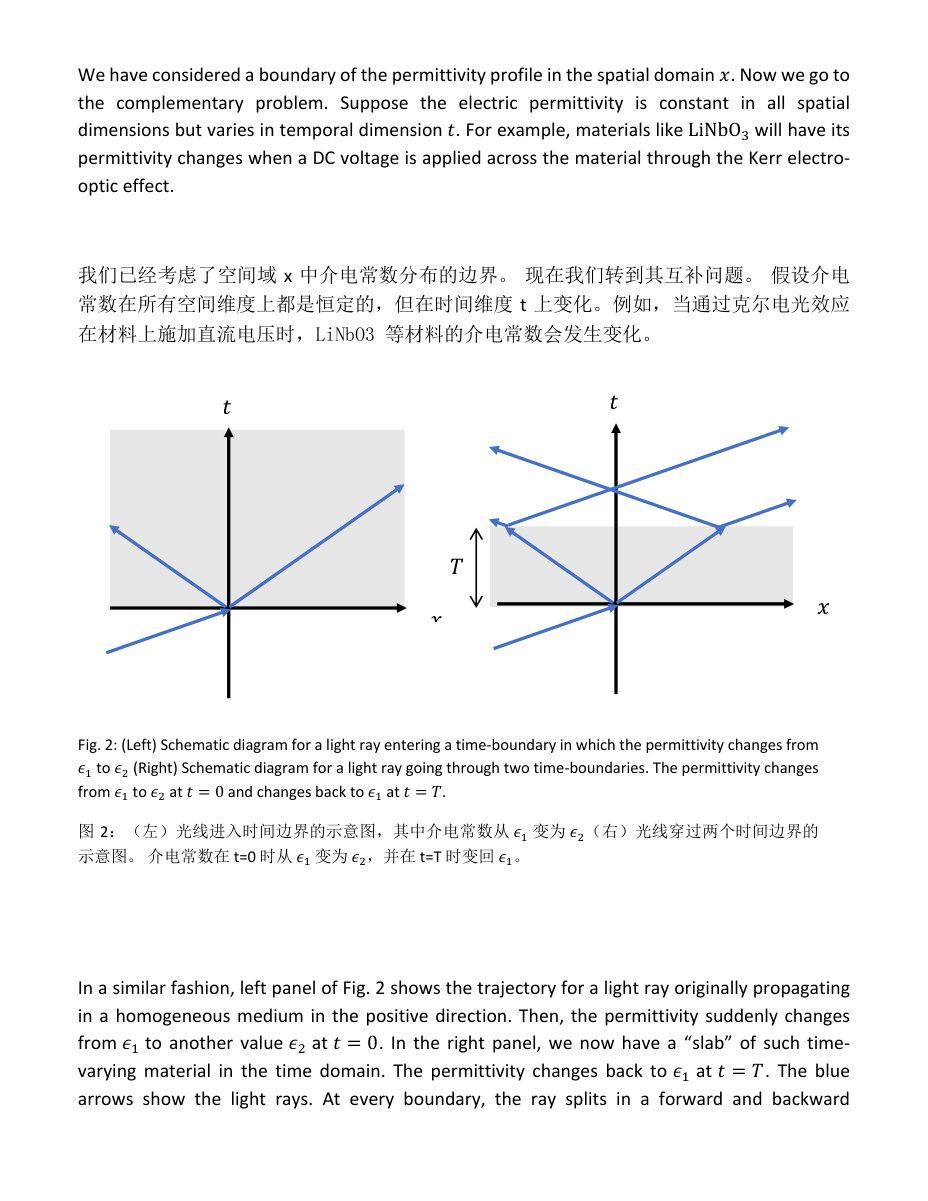 We have considered a boundary of the permittivity profile in the spatial domain 𝑥. Now we go to
the complementary problem. Suppose the electric permittivity is constant in all spatial
dimensions but varies in temporal dimension 𝑡. For example, materials like LiNbO₃ will have its
permittivity changes when a DC voltage is applied across the material through the Kerr electro-
optic effect.
我们已经考虑了空间域 x 中介电常数分布的边界。 现在我们转到其互补问题。 假设介电
常数在所有空间维度上都是恒定的，但在时间维度 t 上变化。例如，当通过克尔电光效应
在材料上施加直流电压时，LiNbO3 等材料的介电常数会发生变化。
𝑡
𝑡
𝑇
𝑥
𝑥
Fig. 2: (Left) Schematic diagram for a light ray entering a time-boundary in which the permittivity changes from
𝜖₁ to 𝜖₂ (Right) Schematic diagram for a light ray going through two time-boundaries. The permittivity changes
from 𝜖₁ to 𝜖₂ at 𝑡 = 0 and changes back to 𝜖₁ at 𝑡 = 𝑇.
图 2：（左）光线进入时间边界的示意图，其中介电常数从 𝜖₁ 变为 𝜖₂（右）光线穿过两个时间边界的
示意图。 介电常数在 t=0 时从 𝜖₁ 变为 𝜖₂，并在 t=T 时变回 𝜖₁。
In a similar fashion, left panel of Fig. 2 shows the trajectory for a light ray originally propagating
in a homogeneous medium in the positive direction. Then, the permittivity suddenly changes
from 𝜖₁ to another value 𝜖₂ at 𝑡 = 0. In the right panel, we now have a “slab” of such time-
varying material in the time domain. The permittivity changes back to 𝜖₁ at 𝑡 = 𝑇. The blue
arrows show the light rays. At every boundary, the ray splits in a forward and backward